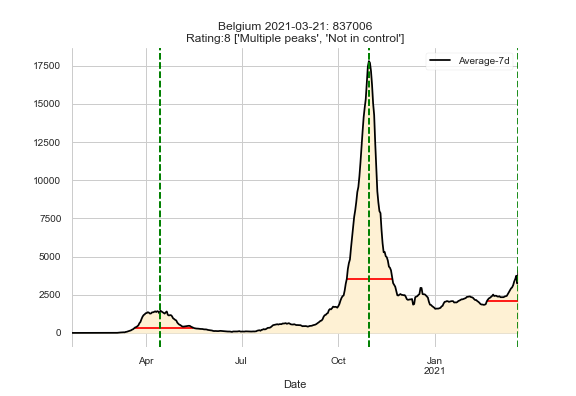 Belgium 2021-03-21: 837006
Rating:8 ['Multiple peaks', 'Not in control']
Average-7d
17500
15000
12500
10000
7500
5000
2500
0
Apr
Jul
Oct
Jan
2021
Date